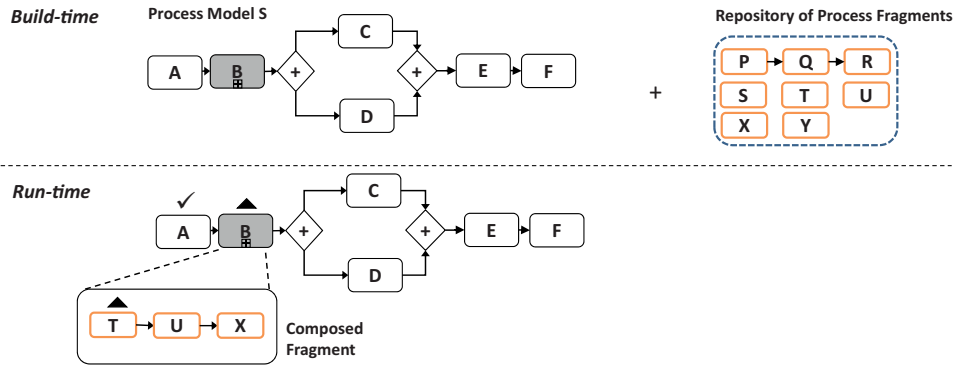 Build-time
Process Model S
Repository of Process Fragments
A
B
+
C
D
+
E
F
+
P
Q
R
S
T
U
X
Y
Run-time
✓
A
B
+
C
D
+
E
F
T
U
X
Composed
Fragment